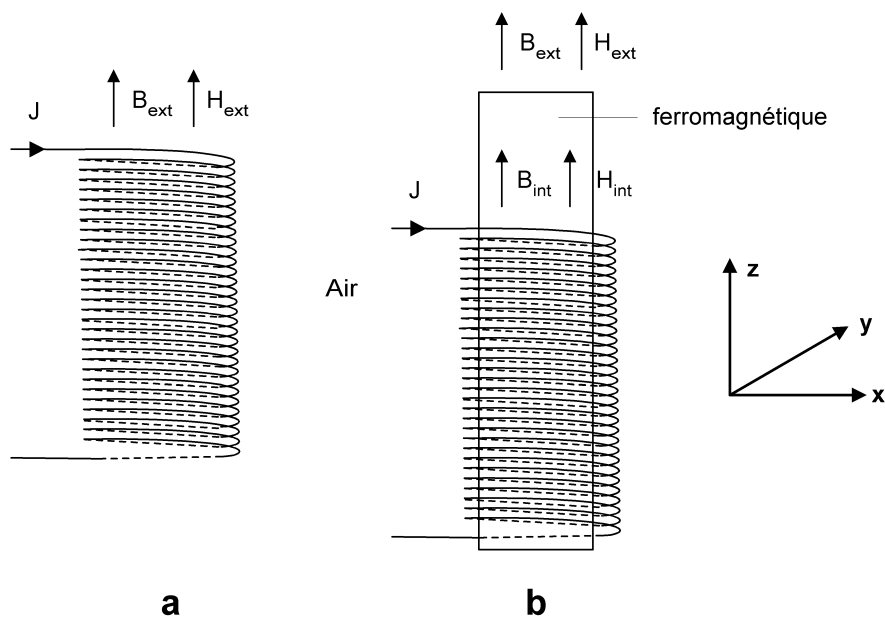 J
B_ext
H_ext
a
Air
B_ext
H_ext
ferromagnétique
B_int
H_int
J
b
z
y
x